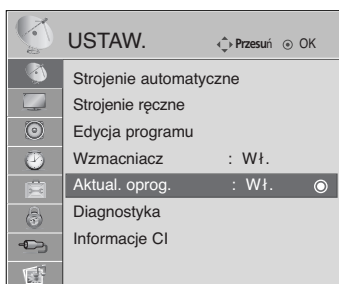 USTAW. Przesuń OK
Strojenie automatyczne
Strojenie ręczne
Edycja programu
Wzmacniacz : Wł.
Aktual. oprog. : Wł.
Diagnostyka
Informacje CI